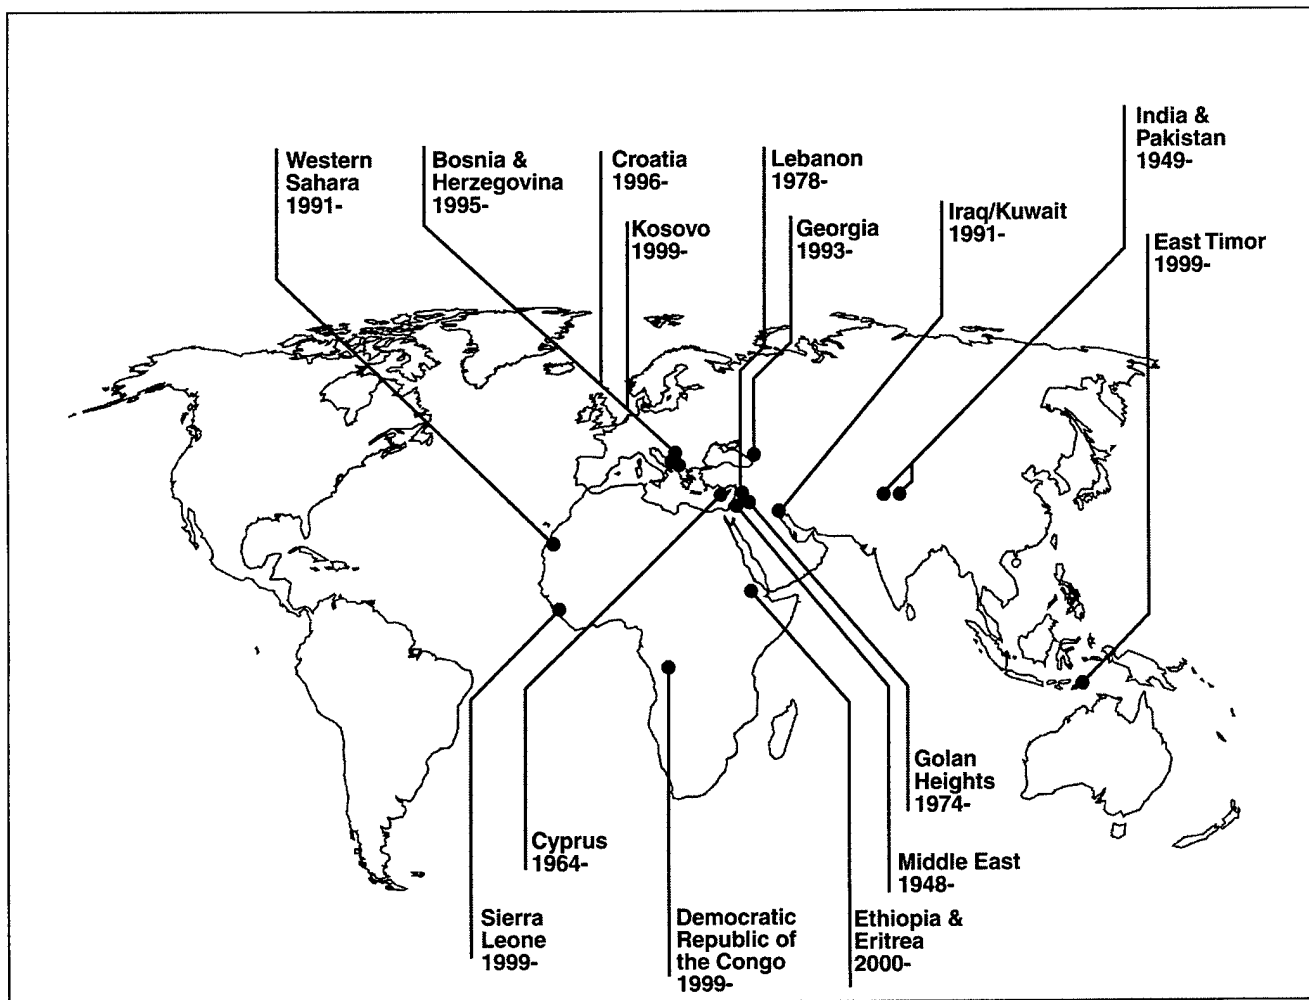 Western
Sahara
1991-
Bosnia &
Herzegovina
1995-
Croatia
1996-
Kosovo
1999-
Lebanon
1978-
Georgia
1993-
Iraq/Kuwait
1991-
India &
Pakistan
1949-
East Timor
1999-
Golan
Heights
1974-
Cyprus
1964-
Middle East
1948-
Sierra
Leone
1999-
Democratic
Republic of
the Congo
1999-
Ethiopia &
Eritrea
2000-